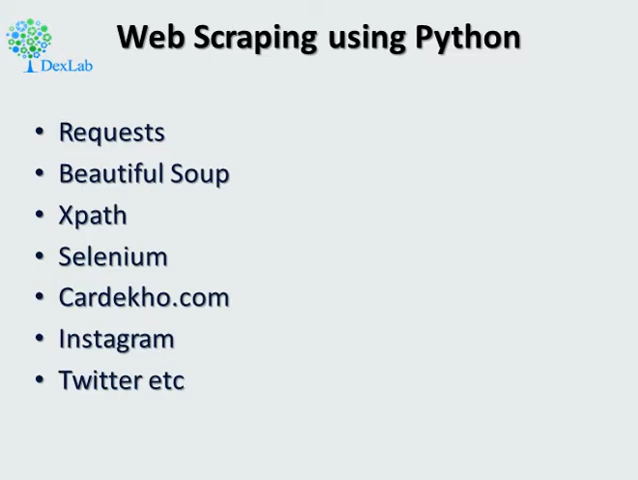 Web Scraping using Python
DexLab
• Requests
• Beautiful Soup
• Xpath
• Selenium
• Cardekho.com
• Instagram
• Twitter etc